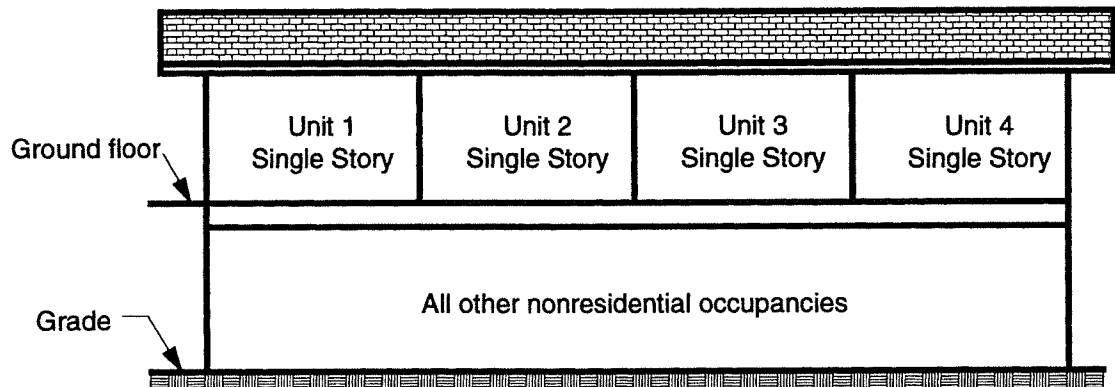 Unit 1
Single Story
Unit 2
Single Story
Unit 3
Single Story
Unit 4
Single Story
Ground floor
All other nonresidential occupancies
Grade